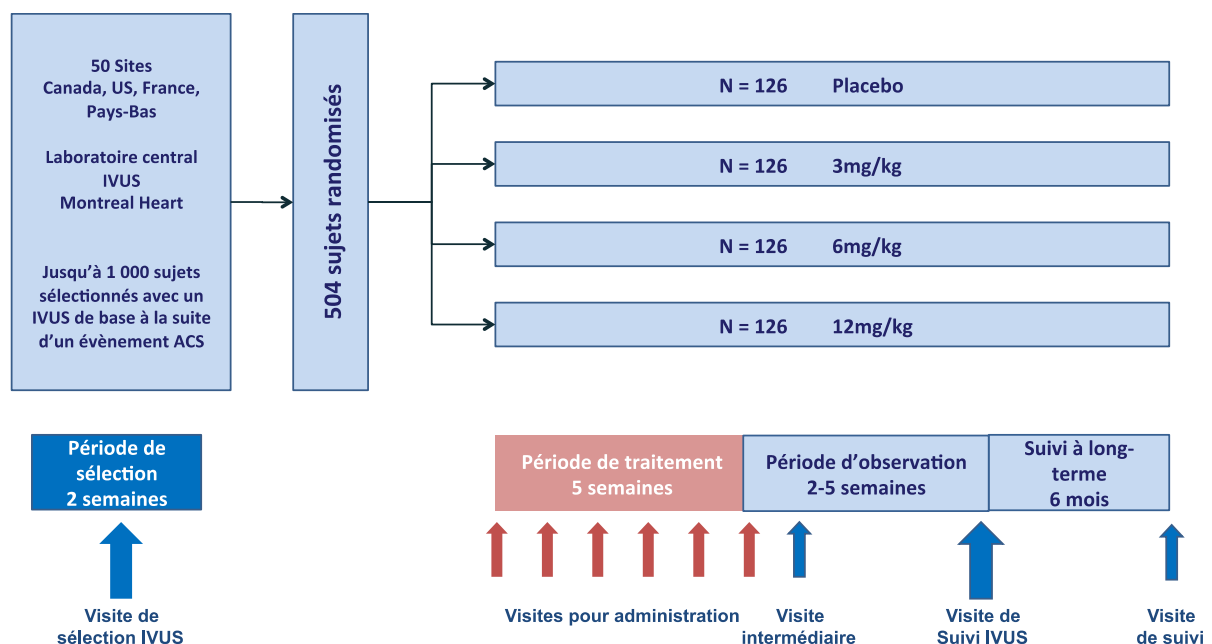 50 Sites
Canada, US, France,
Pays-Bas
Laboratoire central
IVUS
Montreal Heart
Jusqu'à 1 000 sujets
sélectionnés avec un
IVUS de base à la suite
d'un évènement ACS
504 sujets randomisés
N = 126 Placebo
N = 126 3mg/kg
N = 126 6mg/kg
N = 126 12mg/kg
Période de
sélection
2 semaines
Période de traitement
5 semaines
Période d'observation
2-5 semaines
Suivi à long-
terme
6 mois
Visite de
sélection IVUS
Visites pour administration
Visite
intermédiaire
Visite de
Suivi IVUS
Visite
de suivi